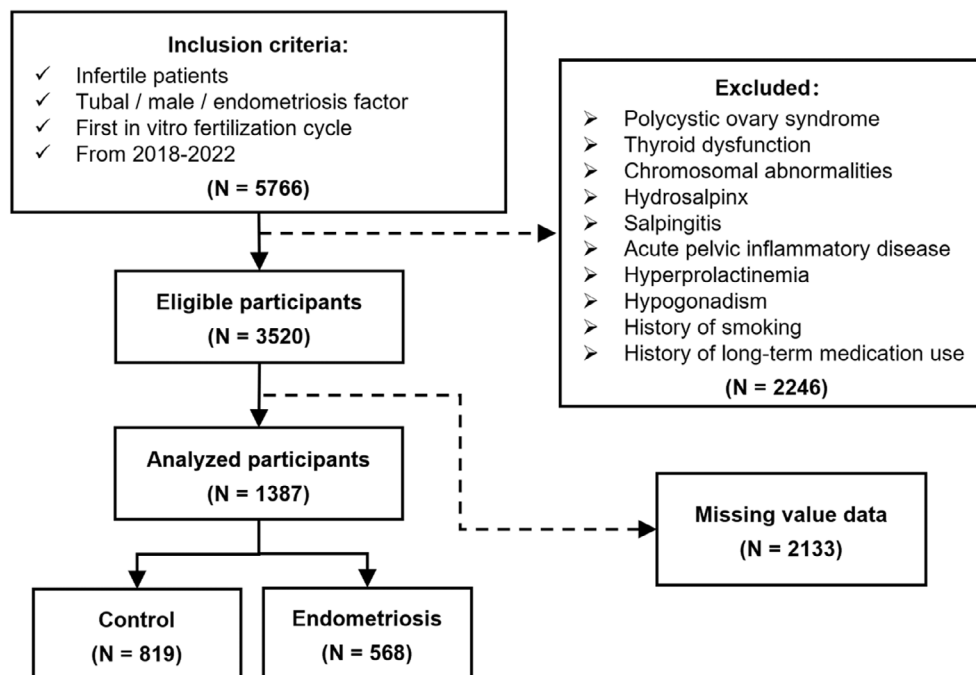 Inclusion criteria:
✓ Infertile patients
✓ Tubal / male / endometriosis factor
✓ First in vitro fertilization cycle
✓ From 2018-2022
(N = 5766)
Excluded:
➢ Polycystic ovary syndrome
➢ Thyroid dysfunction
➢ Chromosomal abnormalities
➢ Hydrosalpinx
➢ Salpingitis
➢ Acute pelvic inflammatory disease
➢ Hyperprolactinemia
➢ Hypogonadism
➢ History of smoking
➢ History of long-term medication use
(N = 2246)
Eligible participants
(N = 3520)
Analyzed participants
(N = 1387)
Missing value data
(N = 2133)
Control
(N = 819)
Endometriosis
(N = 568)